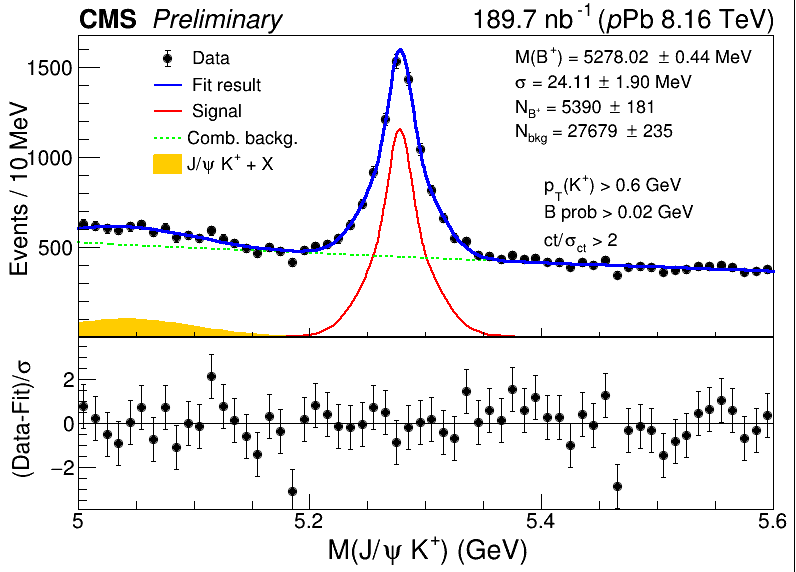 CMS Preliminary 189.7 nb⁻¹ (pPb 8.16 TeV)
Events / 10 MeV
1500
1000
500
Data
Fit result
Signal
Comb. backg.
J/ψ K⁺ + X
M(B⁺) = 5278.02 ± 0.44 MeV
σ = 24.11 ± 1.90 MeV
N_B⁺ = 5390 ± 181
N_bkg = 27679 ± 235
p_T(K⁺) > 0.6 GeV
B prob > 0.02 GeV
ct/σ_ct > 2
(Data-Fit)/σ
2
0
−2
5 5.2 5.4 5.6
M(J/ψ K⁺) (GeV)